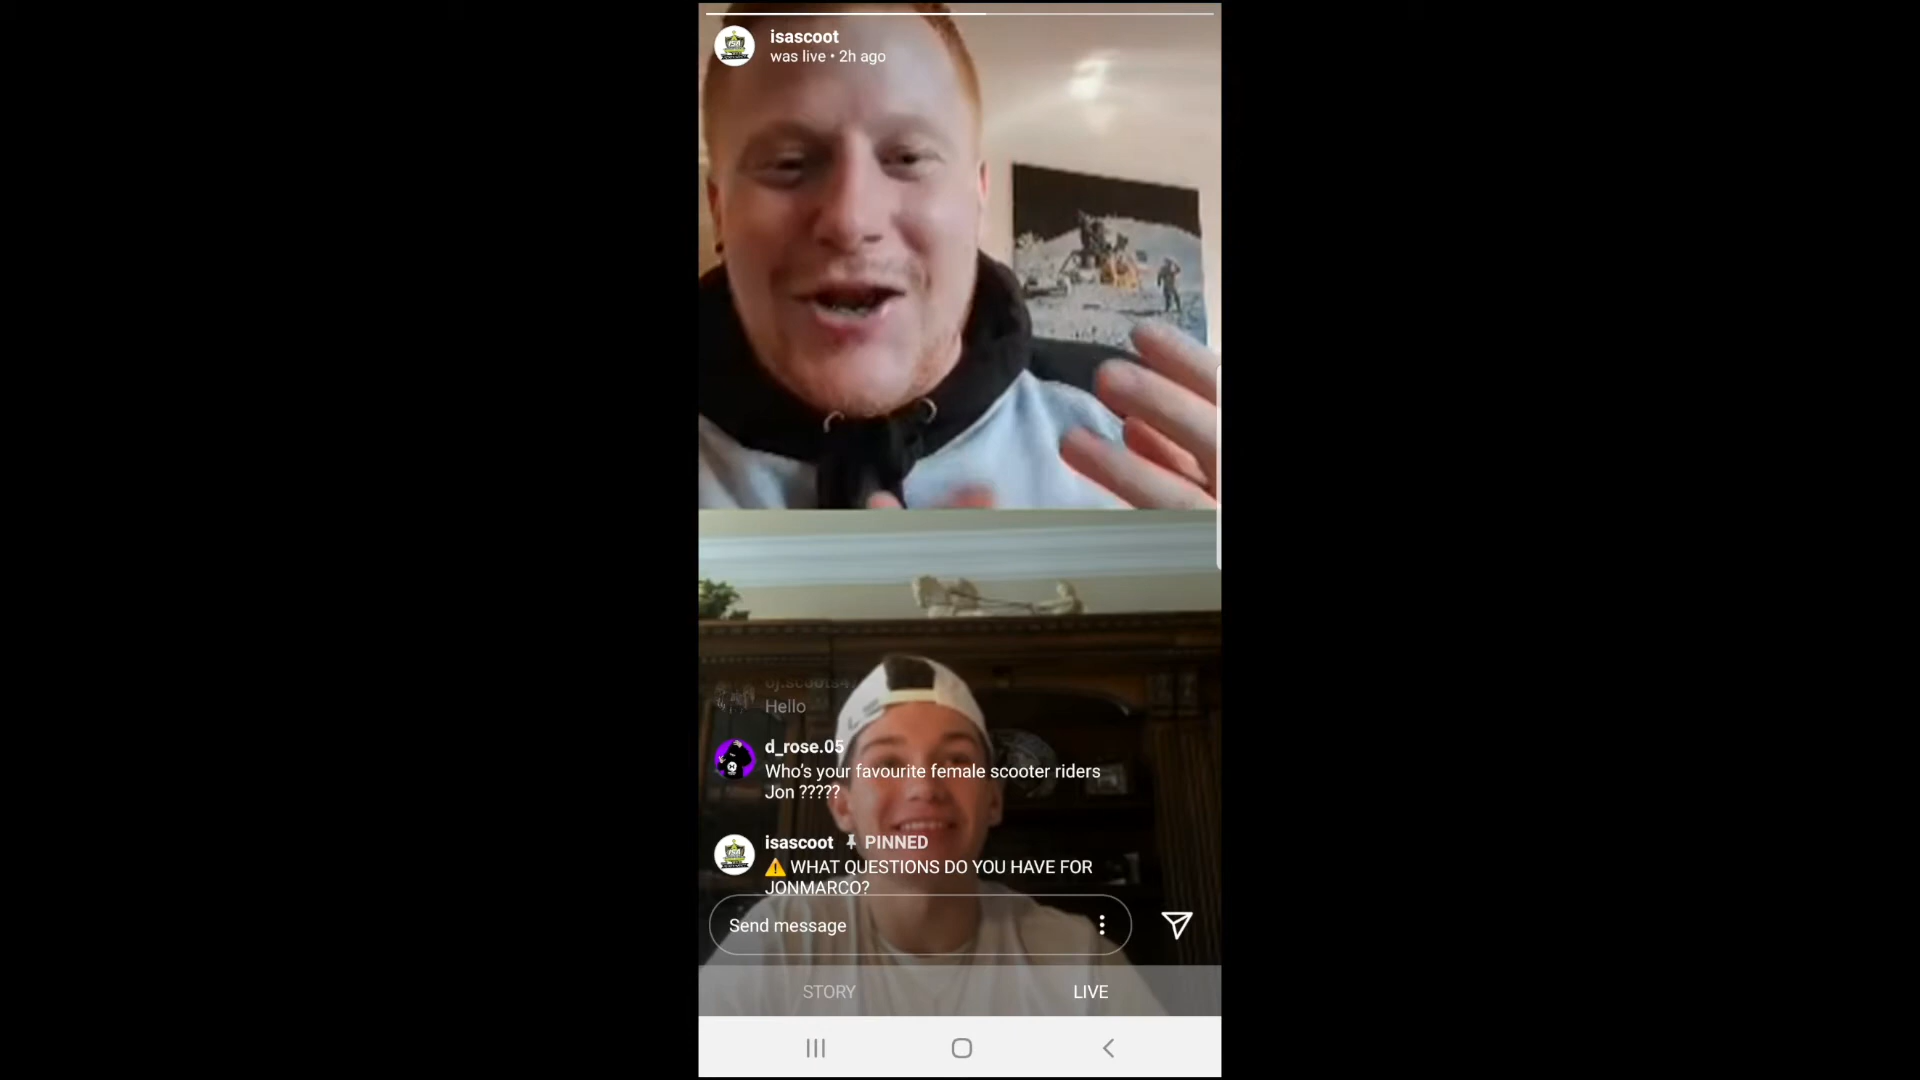 isascoot
was live • 2h ago
Hello
d_rose.05
Who's your favourite female scooter riders
Jon ?????
isascoot PINNED
⚠ WHAT QUESTIONS DO YOU HAVE FOR
JONMARCO?
Send message
STORY
LIVE